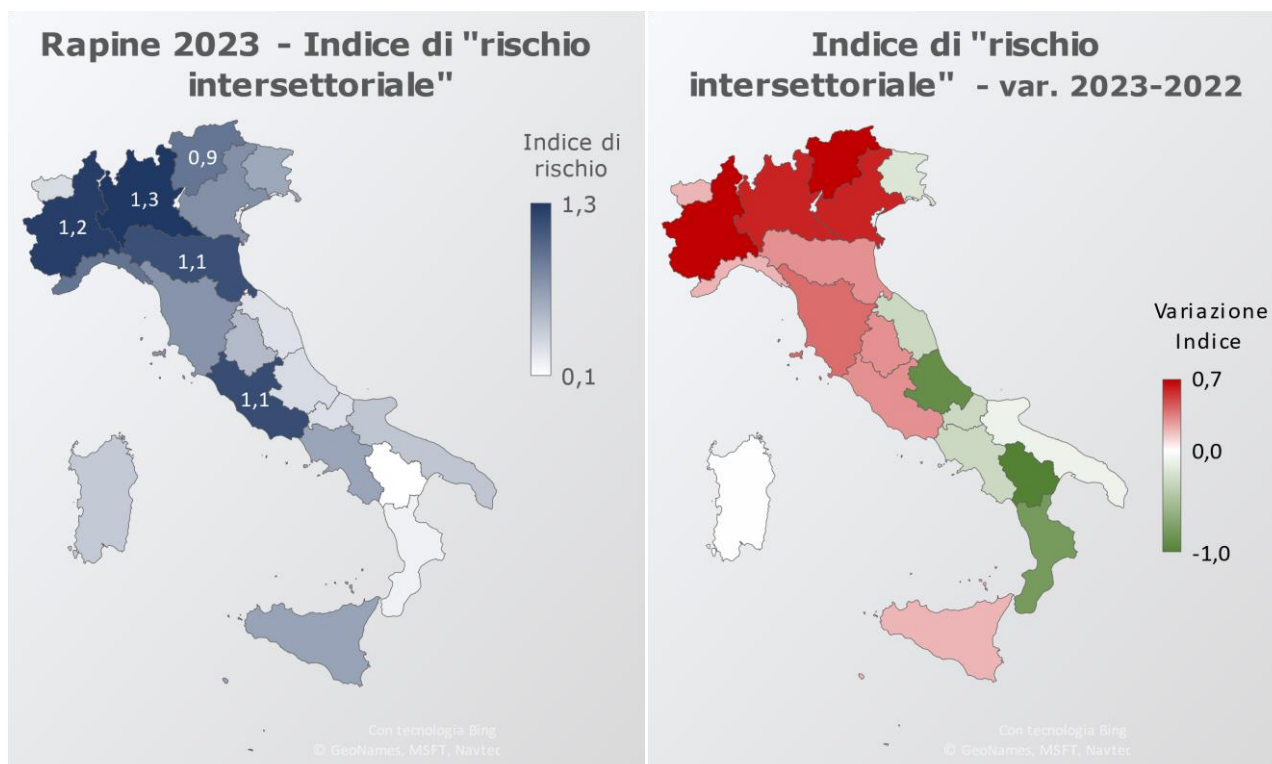 Rapine 2023 - Indice di "rischio
intersettoriale"
Indice di
rischio
1,3
0,1
0,9
1,3
1,2
1,1
1,1
Con tecnologia Bing
© GeoNames, MSFT, Navtec
Indice di "rischio
intersettoriale" - var. 2023-2022
Variazione
Indice
0,7
0,0
-1,0
Con tecnologia Bing
© GeoNames, MSFT, Navtec